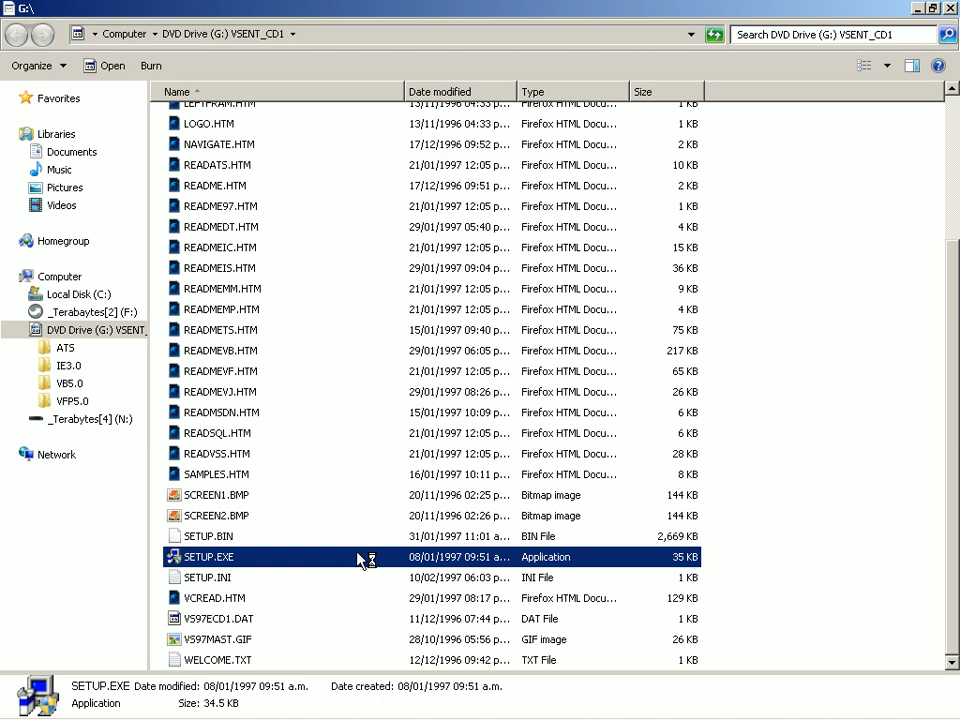 G:\
Computer DVD Drive (G:) VSENT_CD1
Search DVD Drive (G:) VSENT_CD1
Organize Open Burn
Name Date modified Type Size
Favorites
Libraries
Documents
Music
Pictures
Videos
Homegroup
Computer
Local Disk (C:)
_Terabaytes[2] (F:)
DVD Drive (G:) VSENT_
ATS
IE3.0
VB5.0
VFP5.0
_Terabytes[4] (N:)
Network
LEFTFRAM.HTM 13/11/1996 04:33 p... Firefox HTML Docu... 1 KB
LOGO.HTM 13/11/1996 04:33 p... Firefox HTML Docu... 1 KB
NAVIGATE.HTM 17/12/1996 09:52 p... Firefox HTML Docu... 2 KB
READATS.HTM 21/01/1997 12:05 p... Firefox HTML Docu... 10 KB
README.HTM 17/12/1996 09:51 p... Firefox HTML Docu... 2 KB
README97.HTM 21/01/1997 12:05 p... Firefox HTML Docu... 1 KB
READMEDT.HTM 29/01/1997 05:40 p... Firefox HTML Docu... 4 KB
READMEIC.HTM 21/01/1997 12:05 p... Firefox HTML Docu... 15 KB
READMEIS.HTM 29/01/1997 09:04 p... Firefox HTML Docu... 36 KB
READMEMM.HTM 21/01/1997 12:05 p... Firefox HTML Docu... 9 KB
READMEMP.HTM 21/01/1997 12:05 p... Firefox HTML Docu... 4 KB
READMETS.HTM 15/01/1997 09:40 p... Firefox HTML Docu... 75 KB
READMEVB.HTM 29/01/1997 06:05 p... Firefox HTML Docu... 217 KB
READMEVF.HTM 21/01/1997 12:05 p... Firefox HTML Docu... 65 KB
READMEVJ.HTM 29/01/1997 08:26 p... Firefox HTML Docu... 26 KB
READMSDN.HTM 15/01/1997 10:09 p... Firefox HTML Docu... 6 KB
READSQL.HTM 21/01/1997 12:05 p... Firefox HTML Docu... 6 KB
READVSS.HTM 21/01/1997 12:05 p... Firefox HTML Docu... 28 KB
SAMPLES.HTM 16/01/1997 10:11 p... Firefox HTML Docu... 8 KB
SCREEN1.BMP 20/11/1996 02:25 p... Bitmap image 144 KB
SCREEN2.BMP 20/11/1996 02:26 p... Bitmap image 144 KB
SETUP.BIN 31/01/1997 11:01 a... BIN File 2,669 KB
SETUP.EXE 08/01/1997 09:51 a... Application 35 KB
SETUP.INI 10/02/1997 06:03 p... INI File 1 KB
VCREAD.HTM 29/01/1997 08:17 p... Firefox HTML Docu... 129 KB
VS97ECD1.DAT 11/12/1996 07:44 p... DAT File 1 KB
VS97MAST.GIF 28/10/1996 05:56 p... GIF image 26 KB
WELCOME.TXT 12/12/1996 09:42 p... TXT File 1 KB
SETUP.EXE Date modified: 08/01/1997 09:51 a.m. Date created: 08/01/1997 09:51 a.m.
Application Size: 34.5 KB